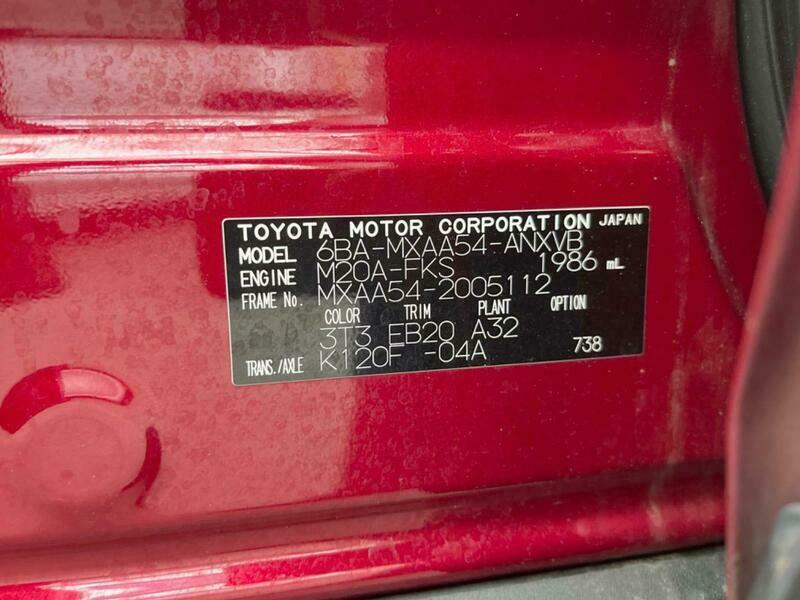 TOYOTA MOTOR CORPORATION JAPAN
MODEL 6BA-MXAA54-ANXVB
ENGINE M20A-FKS 1986 mL
FRAME No. MXAA54-2005112
COLOR TRIM PLANT OPTION
3T3 EB20 A32
TRANS./AXLE K120F -04A 738